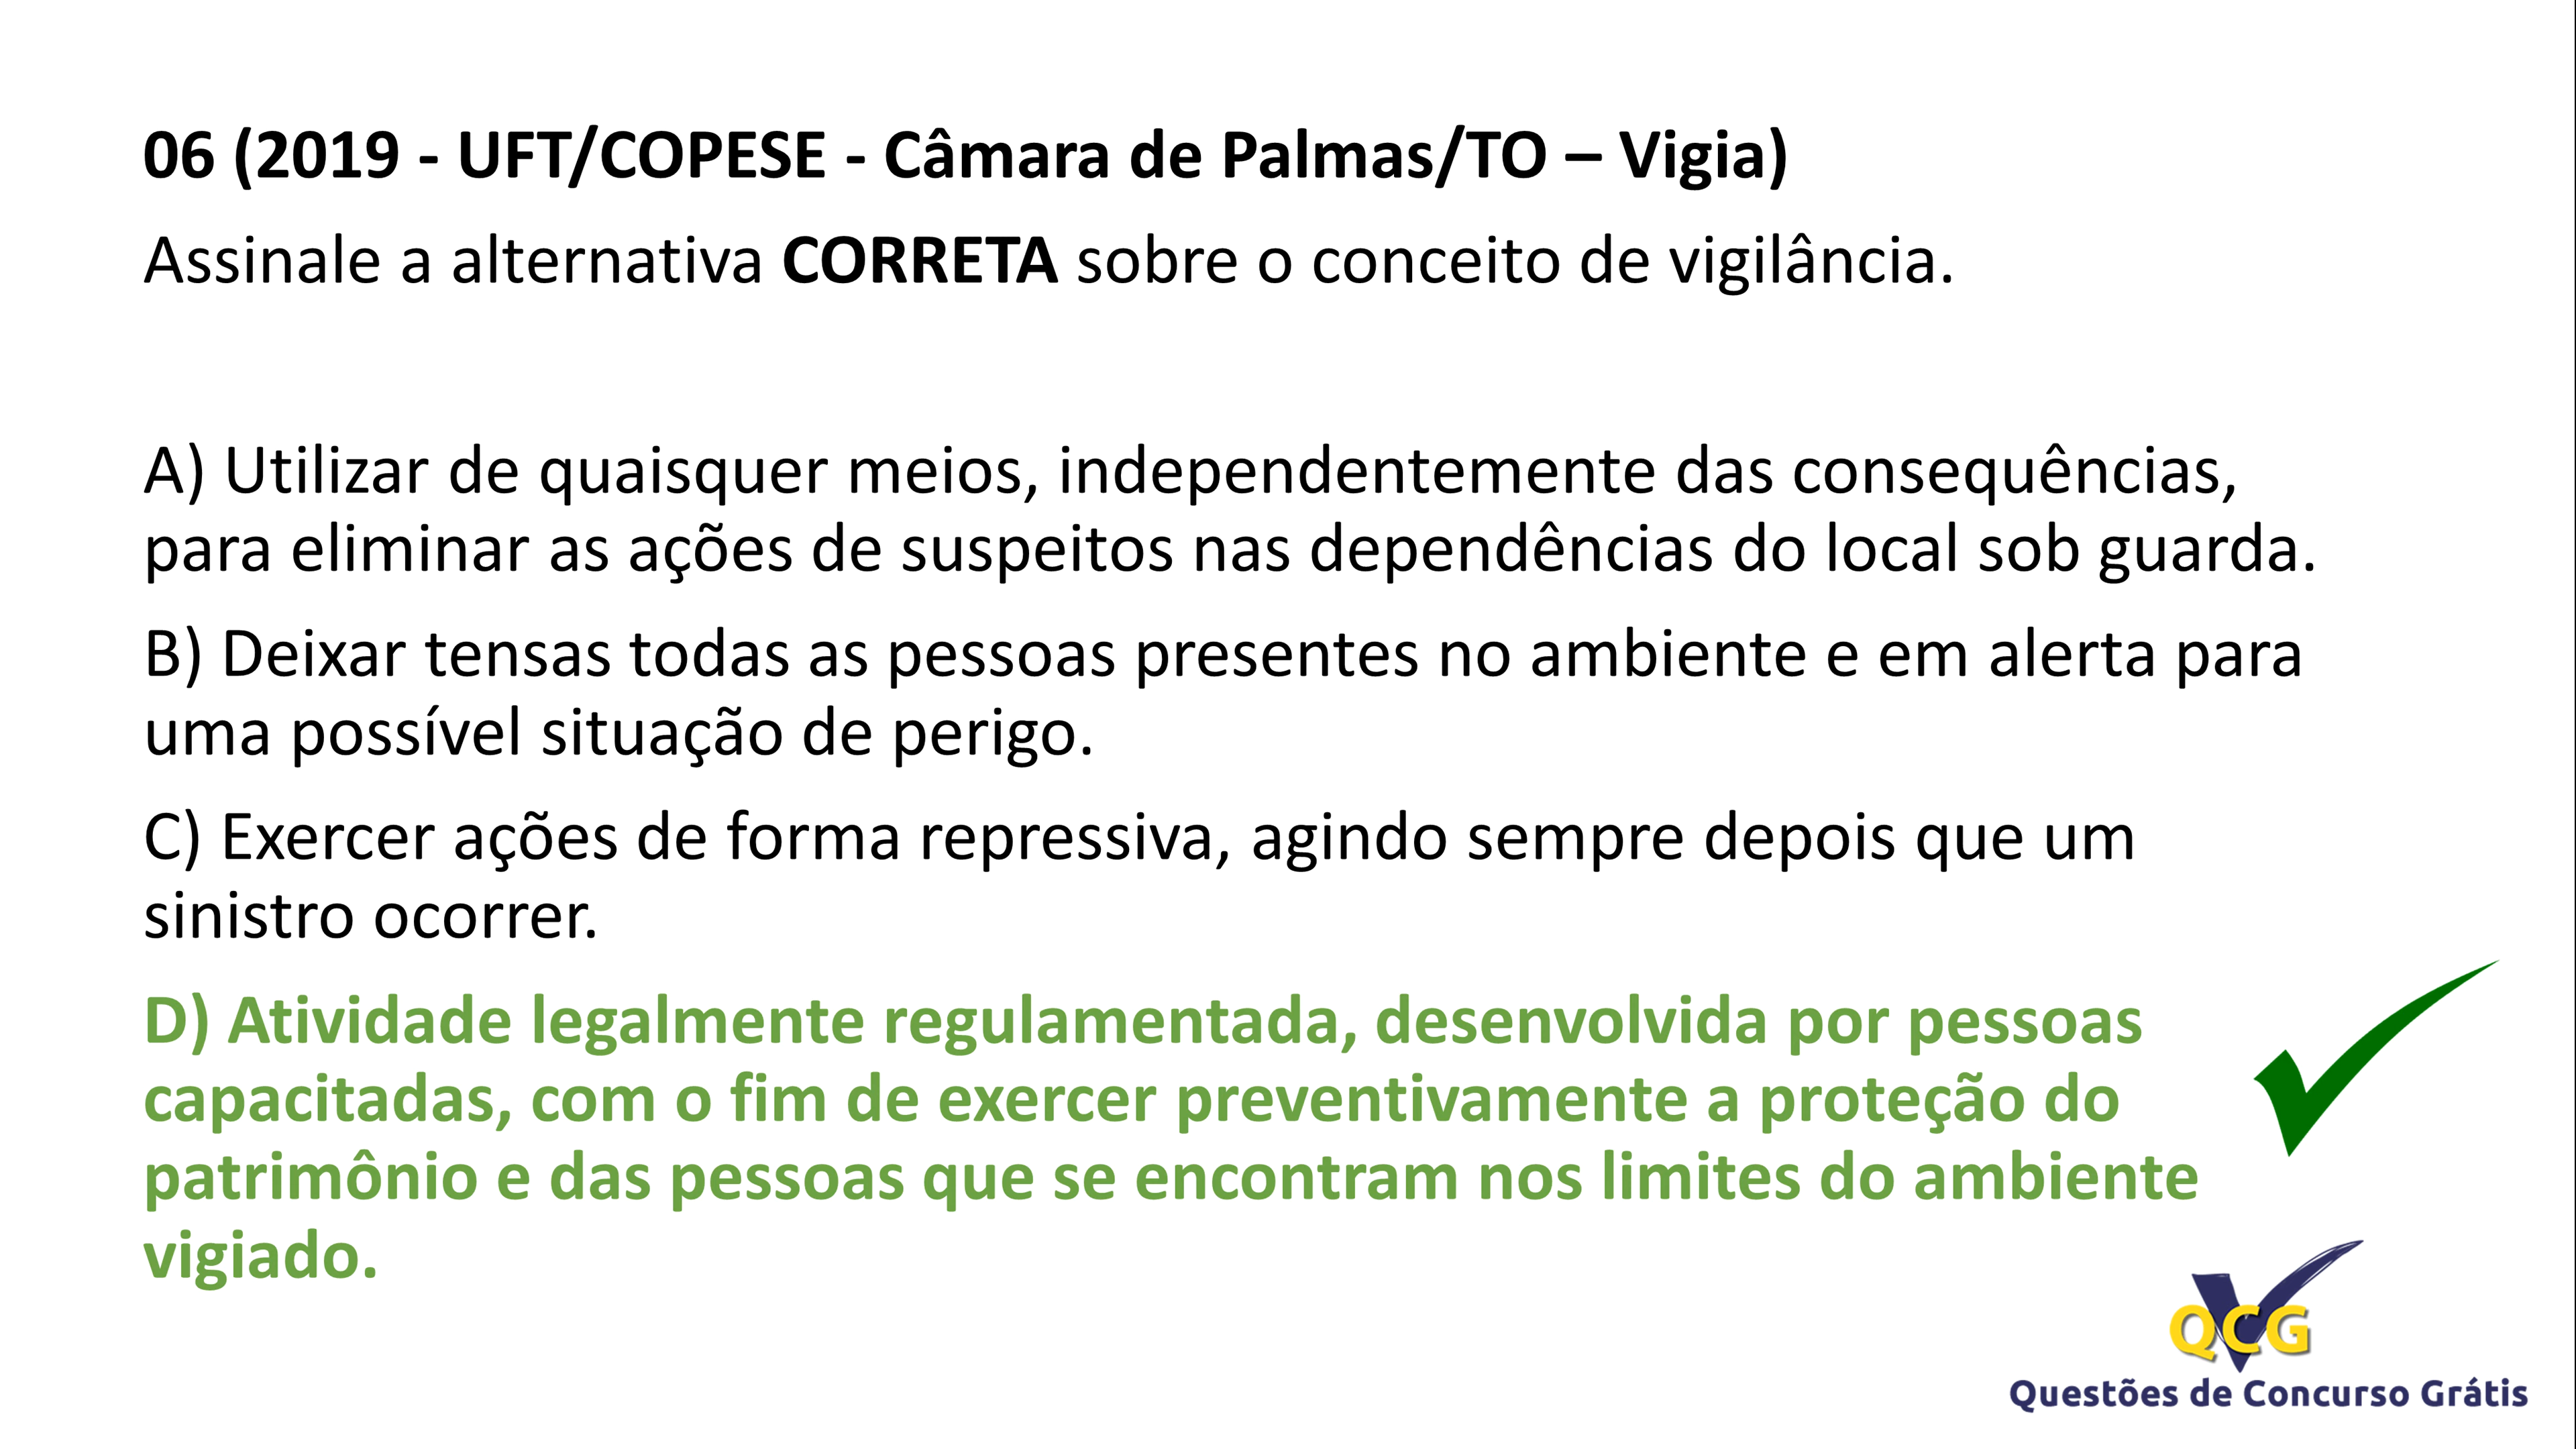 06 (2019 - UFT/COPESE - Câmara de Palmas/TO – Vigia)
Assinale a alternativa CORRETA sobre o conceito de vigilância.
A) Utilizar de quaisquer meios, independentemente das consequências,
para eliminar as ações de suspeitos nas dependências do local sob guarda.
B) Deixar tensas todas as pessoas presentes no ambiente e em alerta para
uma possível situação de perigo.
C) Exercer ações de forma repressiva, agindo sempre depois que um
sinistro ocorrer.
D) Atividade legalmente regulamentada, desenvolvida por pessoas
capacitadas, com o fim de exercer preventivamente a proteção do
patrimônio e das pessoas que se encontram nos limites do ambiente
vigiado.
QCG
Questões de Concurso Grátis